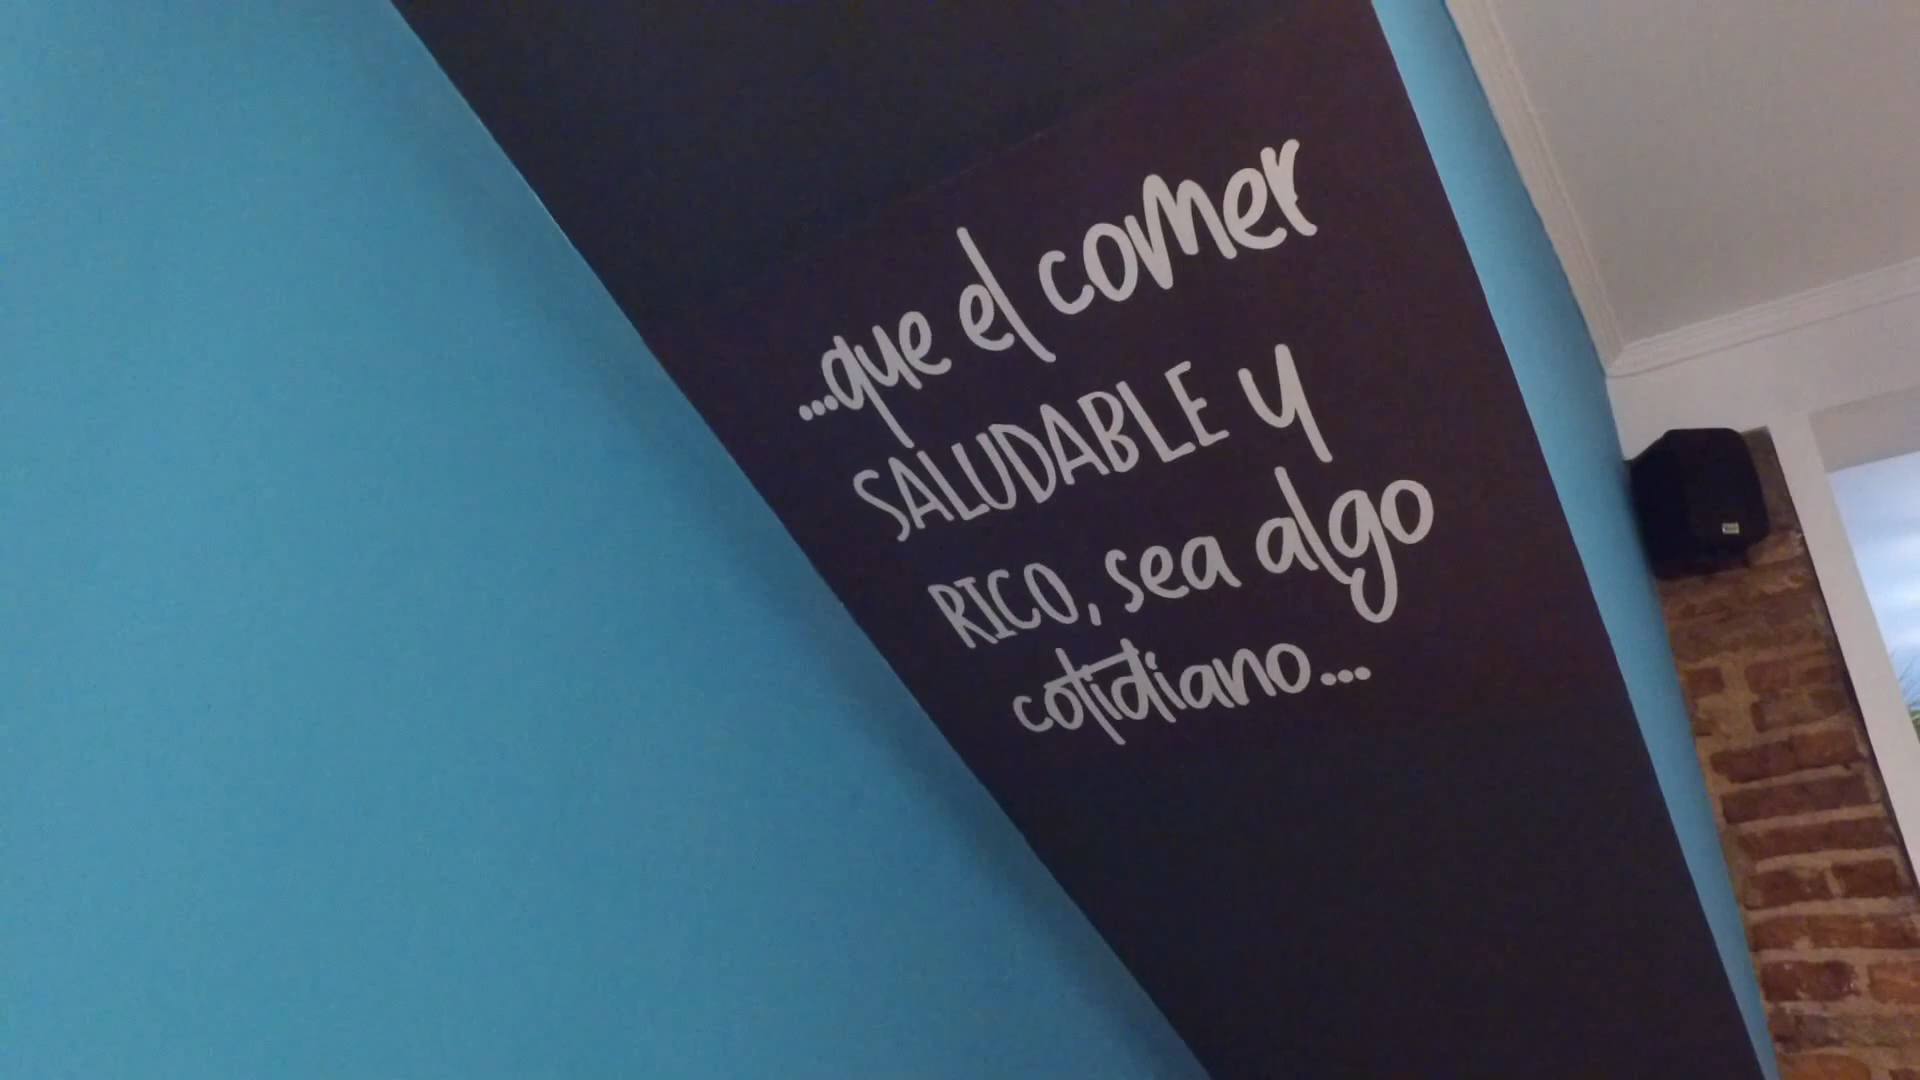 ...que el comer
SALUDABLE y
RICO, sea algo
cotidiano...